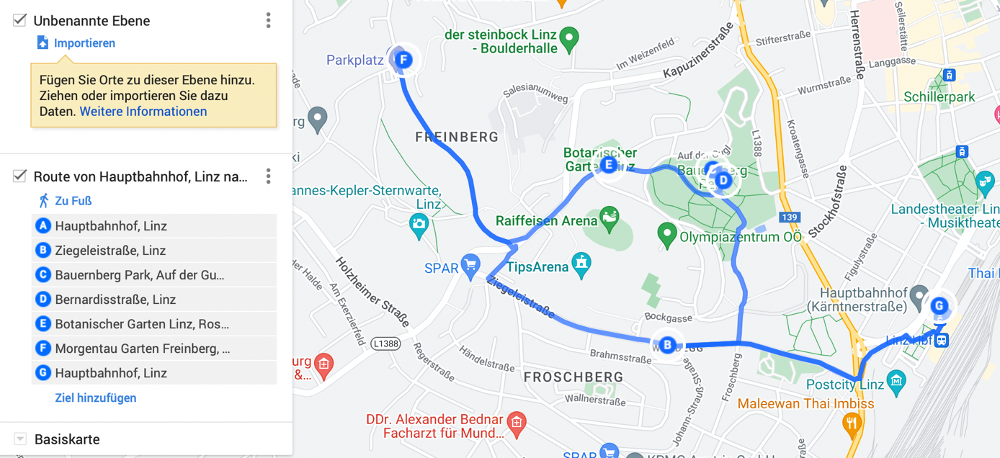 Unbenannte Ebene
Importieren
Fügen Sie Orte zu dieser Ebene hinzu.
Ziehen oder importieren Sie dazu
Daten. Weitere Informationen
Route von Hauptbahnhof, Linz na...
Zu Fuß
A Hauptbahnhof, Linz
B Ziegeleistraße, Linz
C Bauernberg Park, Auf der Gu...
D Bernardisstraße, Linz
E Botanischer Garten Linz, Ros...
F Morgentau Garten Freinberg, ...
G Hauptbahnhof, Linz
Ziel hinzufügen
Basiskarte
der steinbock Linz
- Boulderhalle
Parkplatz
F
Im Weizenfeld
Kapuzinerstraße
Stifterstraße
Herrenstraße
Seilerstätte
Langgasse
Wurmstraße
Schillerpark
Salesianumweg
FREINBERG
Botanischer
Garten Linz
E
Auf der Gugl
D
L1388
Kroatengasse
annes-Kepler-Sternwarte,
Linz
Raiffeisen Arena
Olympiazentrum OÖ
139
Stockhofstraße
Landestheater Lin
- Musiktheate
SPAR
TipsArena
Figulystraße
Thai
Holzheimer Straße
der Halde
Am Exerzierfeld
Ziegeleistraße
Bockgasse
Hauptbahnhof
(Kärntnerstraße)
G
Linz Hbf
L1388
B
Brahmsstraße
Regerstraße
Händelstraße
FROSCHBERG
Froschberg
Johann-Strauß-Straße
Wallnerstraße
Postcity Linz
Maleewan Thai Imbiss
urg
&...
DDr. Alexander Bednar
Facharzt für Mund...
SPAR